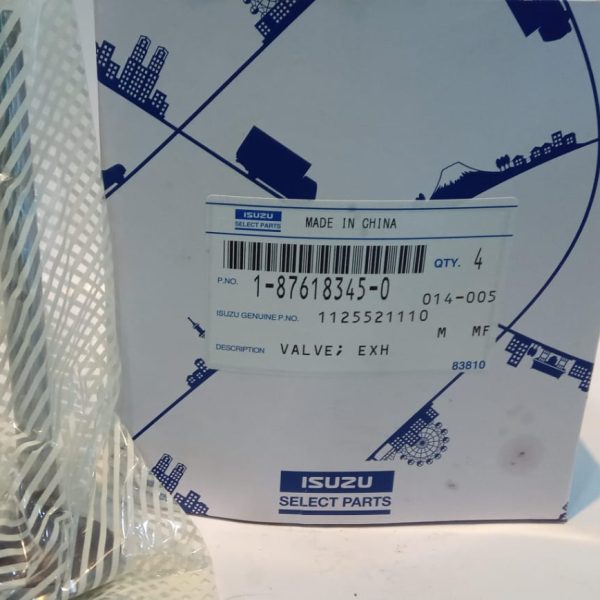 ISUZU
SELECT PARTS
MADE IN CHINA
QTY. 4
P.NO. 1-87618345-0
014-005
ISUZU GENUINE P.NO. 1125521110
M MF
DESCRIPTION VALVE; EXH
83810
ISUZU
SELECT PARTS